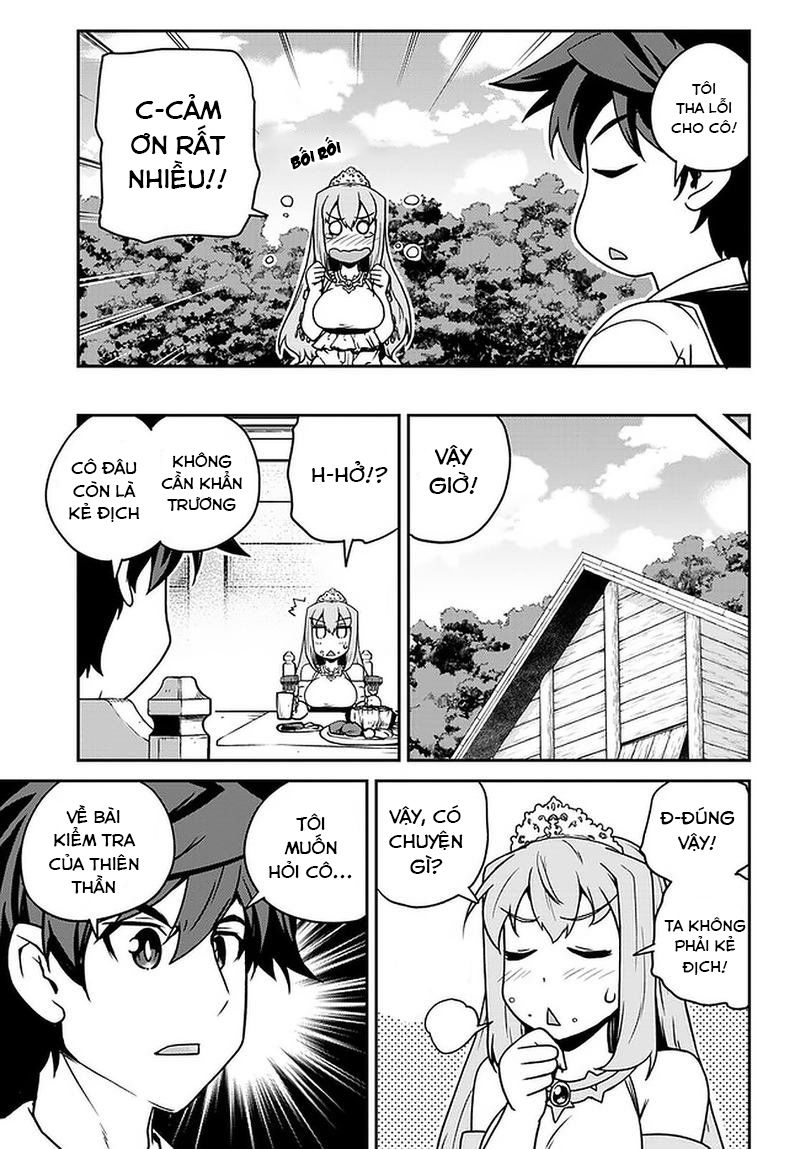 TÔI
THA LỖI
CHO CÔ!
C-CẢM
ƠN RẤT
NHIỀU!!
BỐI RỐI
VẬY
GIỜ!
H-HỞ!?
KHÔNG
CẦN KHẨN
TRƯƠNG
CÔ ĐÂU
CÒN LÀ
KẺ ĐỊCH
Đ-ĐÚNG
VẬY!
TA KHÔNG
PHẢI KẺ
ĐỊCH!
VẬY, CÓ
CHUYỆN
GÌ?
TÔI
MUỐN
HỎI CÔ...
VỀ BÀI
KIỂM TRA
CỦA THIÊN
THẦN